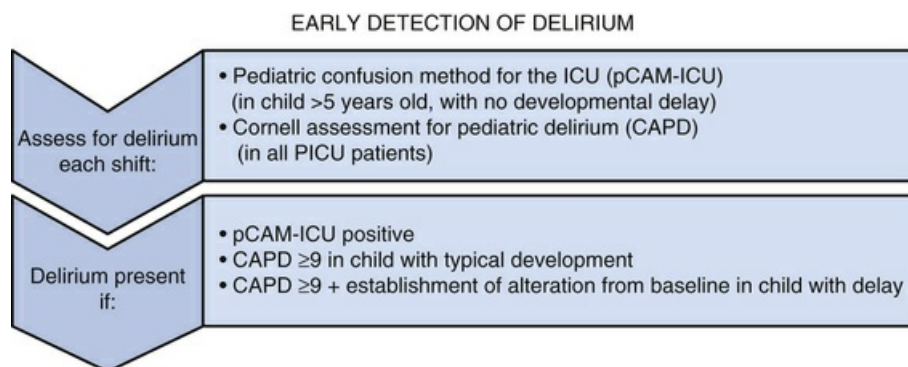 EARLY DETECTION OF DELIRIUM
Assess for delirium
each shift:
• Pediatric confusion method for the ICU (pCAM-ICU)
(in child >5 years old, with no developmental delay)
• Cornell assessment for pediatric delirium (CAPD)
(in all PICU patients)
Delirium present
if:
• pCAM-ICU positive
• CAPD ≥9 in child with typical development
• CAPD ≥9 + establishment of alteration from baseline in child with delay